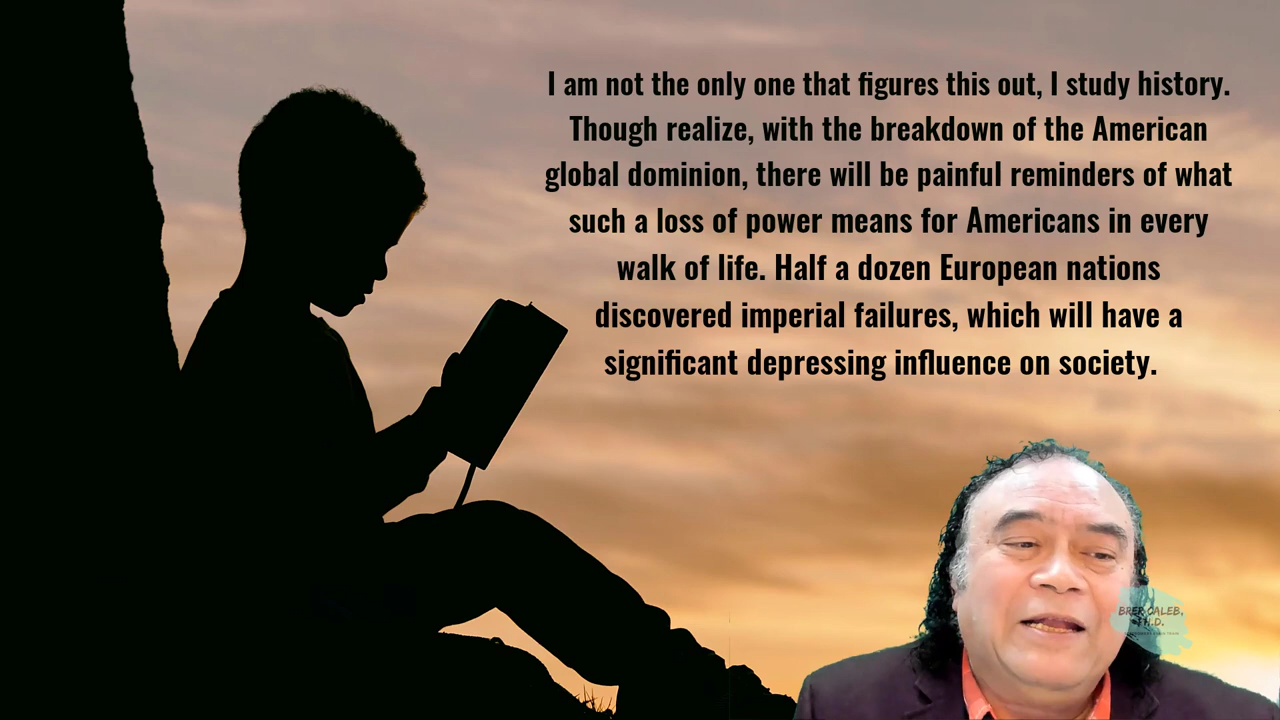 I am not the only one that figures this out, I study history.
Though realize, with the breakdown of the American
global dominion, there will be painful reminders of what
such a loss of power means for Americans in every
walk of life. Half a dozen European nations
discovered imperial failures, which will have a
significant depressing influence on society.
BRER CALEB,
PH.D.